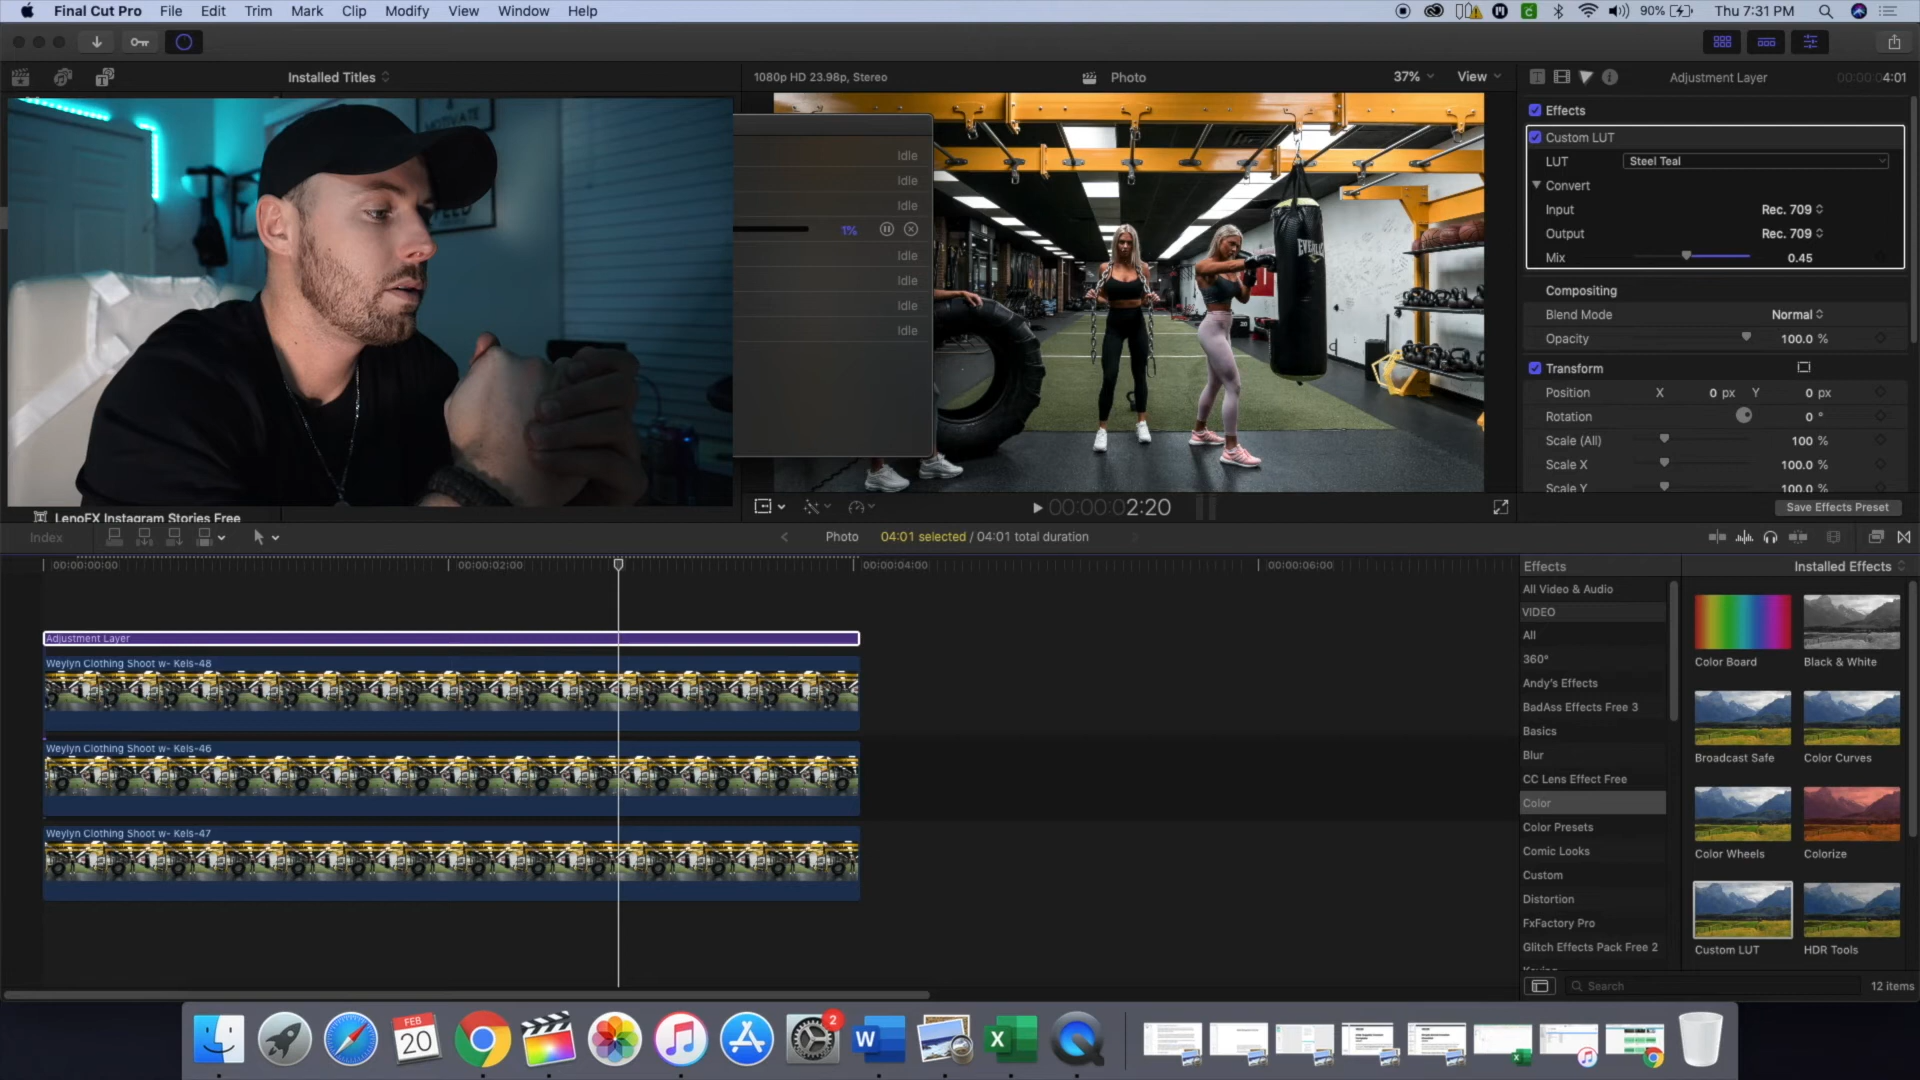 Final Cut Pro File Edit Trim Mark Clip Modify View Window Help
90% Thu 7:31 PM
Installed Titles
1080p HD 23.98p, Stereo
Photo
37%
View
Adjustment Layer
4:01
MOTIVATE
Idle
Idle
Idle
1%
Idle
Idle
Idle
Idle
EVERLAST
Effects
Custom LUT
LUT Steel Teal
Convert
Input Rec. 709
Output Rec. 709
Mix 0.45
Compositing
Blend Mode Normal
Opacity 100.0 %
Transform
Position X 0 px Y 0 px
Rotation 0 °
Scale (All) 100 %
Scale X 100.0 %
Scale Y 100.0 %
Save Effects Preset
00:00:02:20
LenoFX Instagram Stories Free
Index
Photo 04:01 selected / 04:01 total duration
00:00:00:00
00:00:02:00
00:00:04:00
00:00:06:00
Adjustment Layer
Weylyn Clothing Shoot w- Kels-48
Weylyn Clothing Shoot w- Kels-46
Weylyn Clothing Shoot w- Kels-47
Effects
All Video & Audio
VIDEO
All
360°
Andy's Effects
BadAss Effects Free 3
Basics
Blur
CC Lens Effect Free
Color
Color Presets
Comic Looks
Custom
Distortion
FxFactory Pro
Glitch Effects Pack Free 2
Keying
Installed Effects
Color Board
Black & White
Broadcast Safe
Color Curves
Color Wheels
Colorize
Custom LUT
HDR Tools
Search
12 items
FEB
20
2
W
X